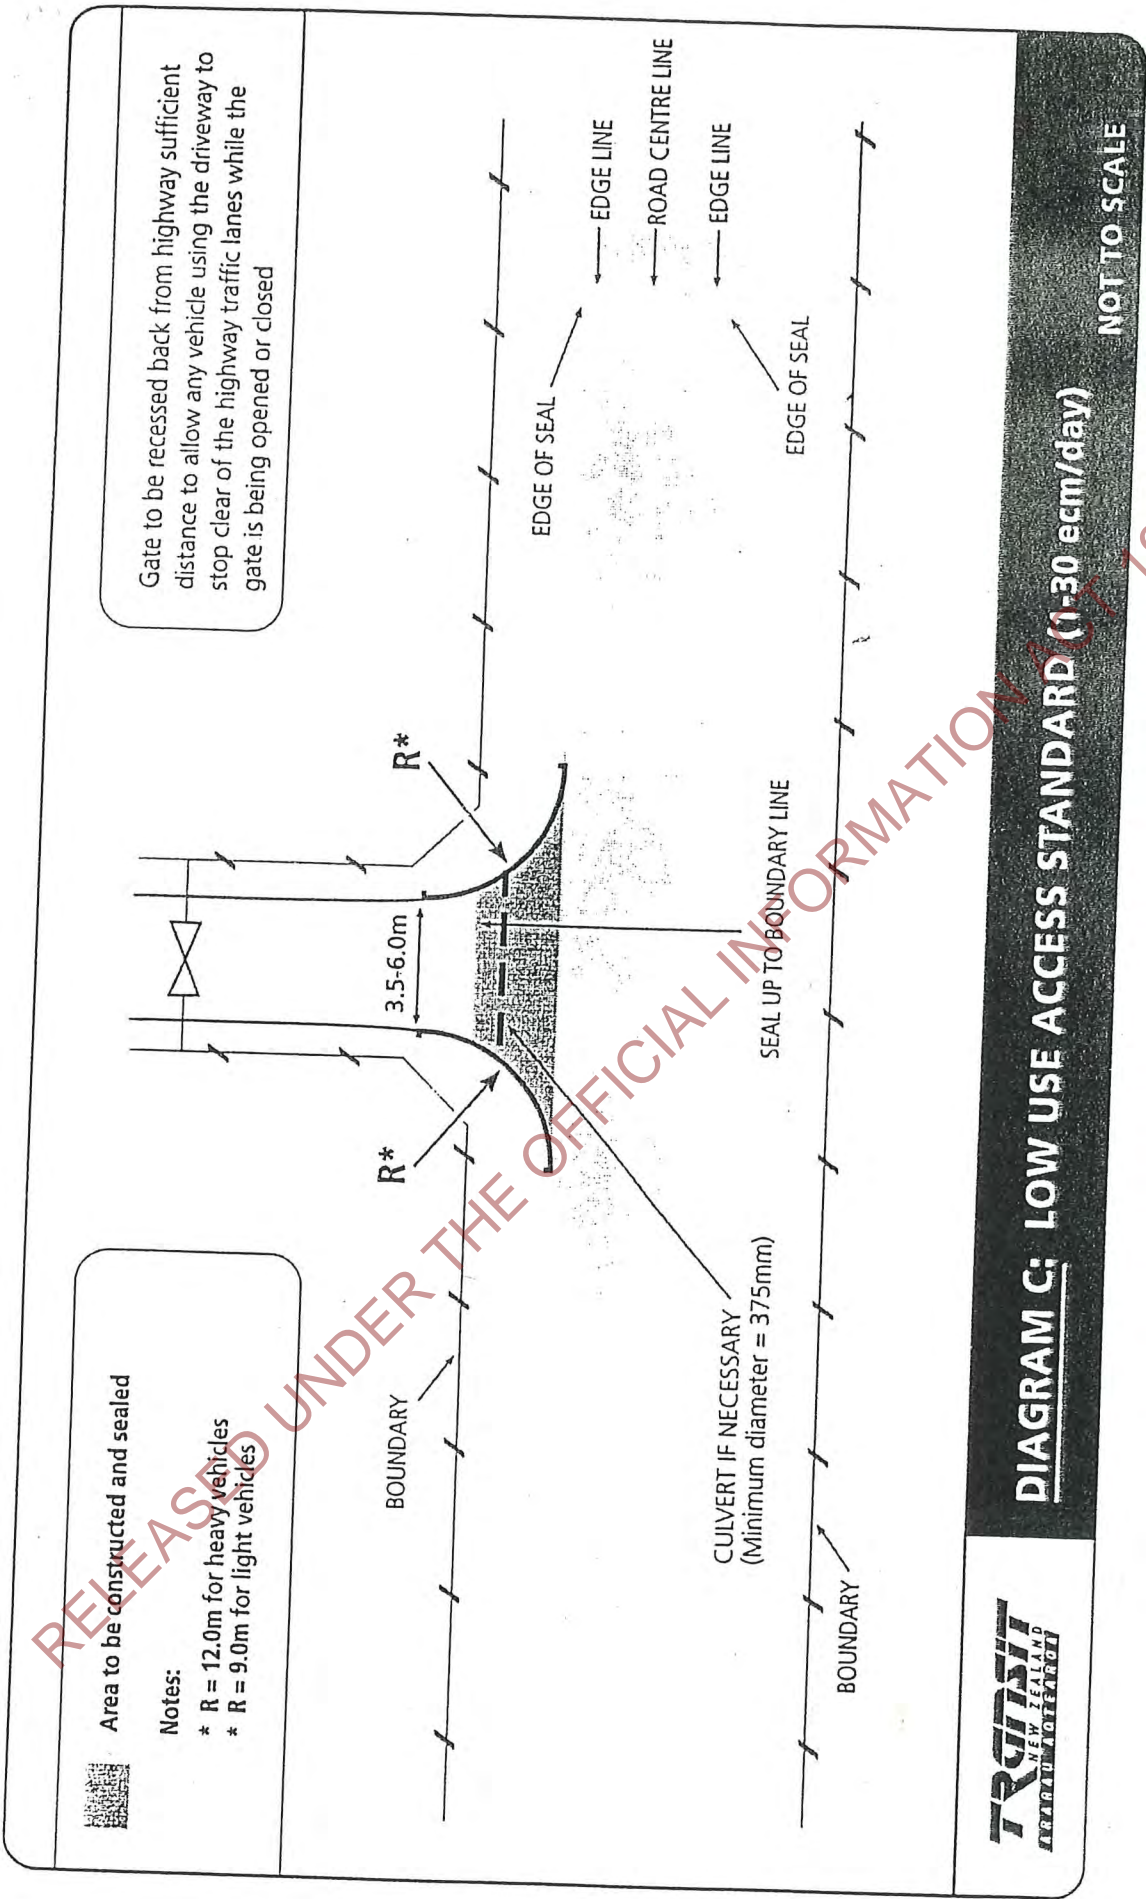 Area to be constructed and sealed
Notes:
* R = 12.0m for heavy vehicles
* R = 9.0m for light vehicles
Gate to be recessed back from highway sufficient
distance to allow any vehicle using the driveway to
stop clear of the highway traffic lanes while the
gate is being opened or closed
3.5-6.0m
R*
R*
BOUNDARY
EDGE OF SEAL
EDGE LINE
ROAD CENTRE LINE
EDGE LINE
EDGE OF SEAL
CULVERT IF NECESSARY
(Minimum diameter = 375mm)
SEAL UP TO BOUNDARY LINE
BOUNDARY
TRANSIT
NEW ZEALAND
ARARAU AOTEAROA
DIAGRAM C: LOW USE ACCESS STANDARD (1-30 ecm/day)
NOT TO SCALE
RELEASED UNDER THE OFFICIAL INFORMATION ACT